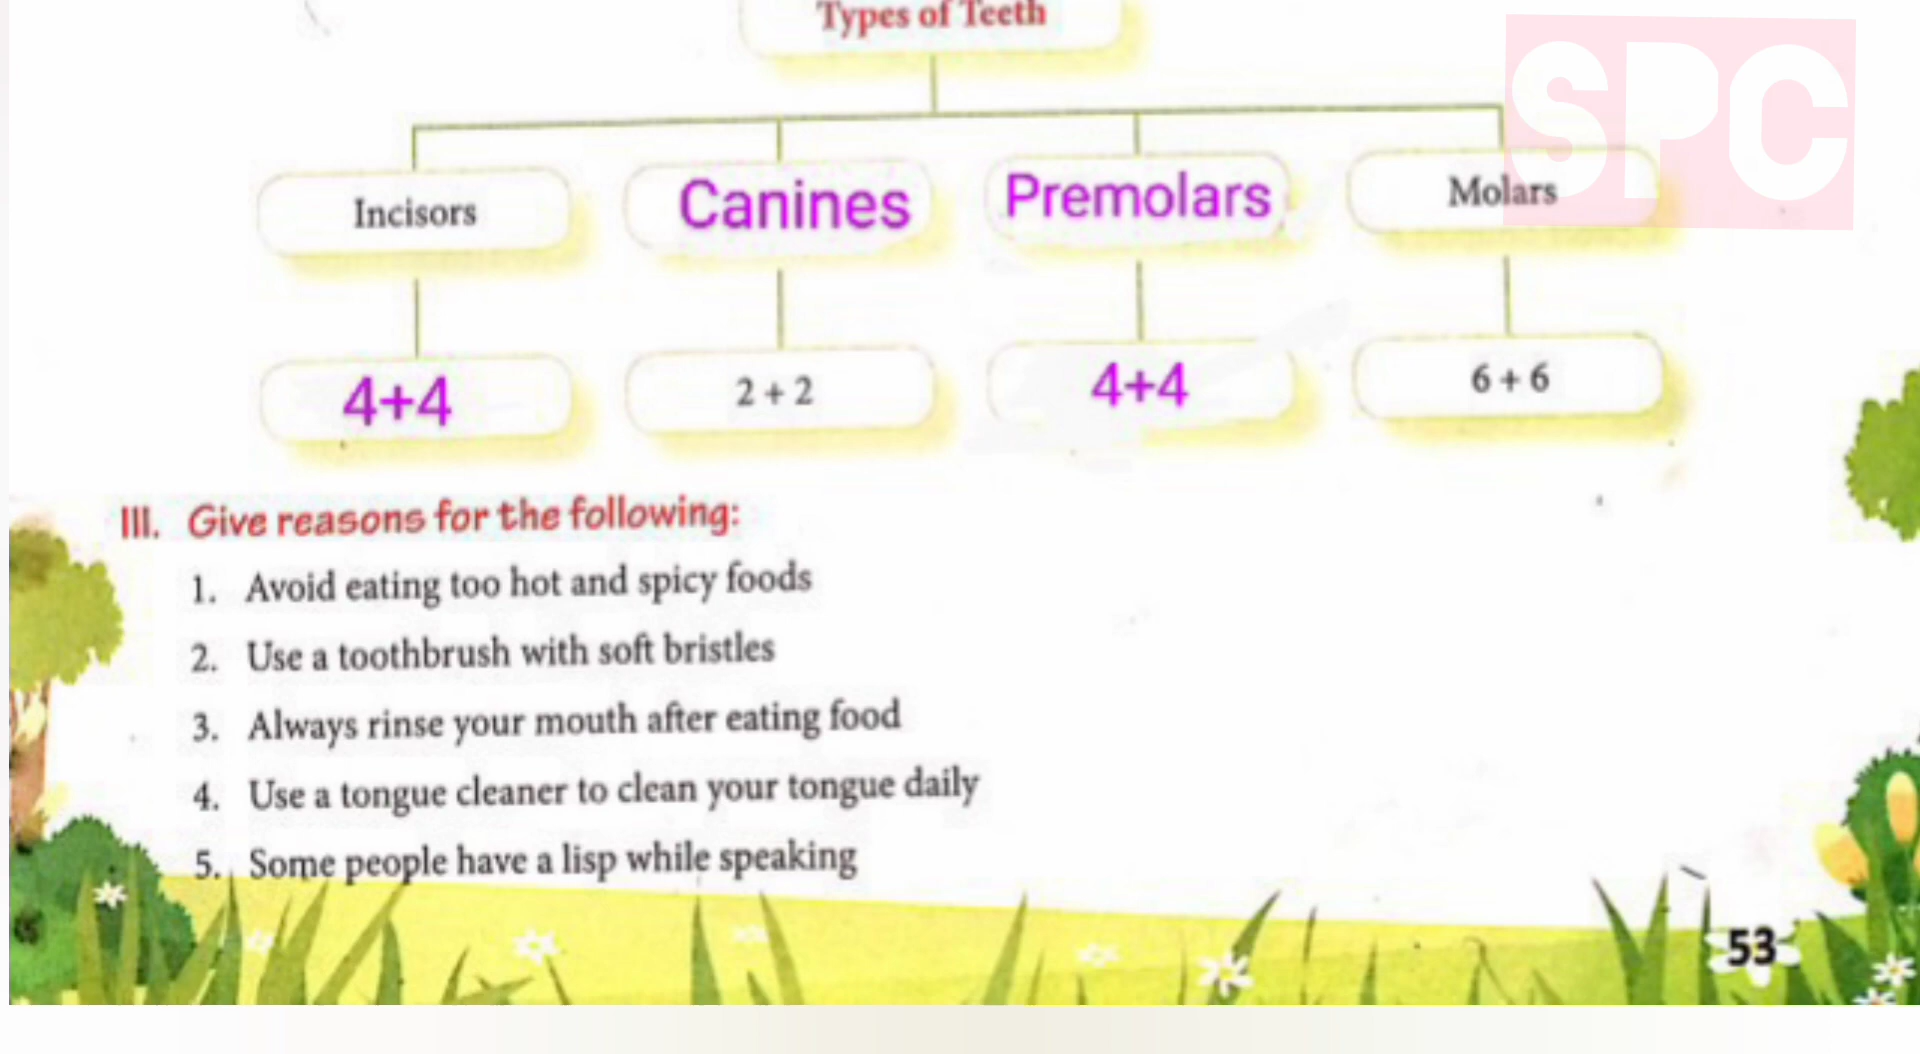 Types of Teeth
SPC
Incisors Canines Premolars Molars
4+4 2 + 2 4+4 6 + 6
III. Give reasons for the following:
1. Avoid eating too hot and spicy foods
2. Use a toothbrush with soft bristles
3. Always rinse your mouth after eating food
4. Use a tongue cleaner to clean your tongue daily
5. Some people have a lisp while speaking
53